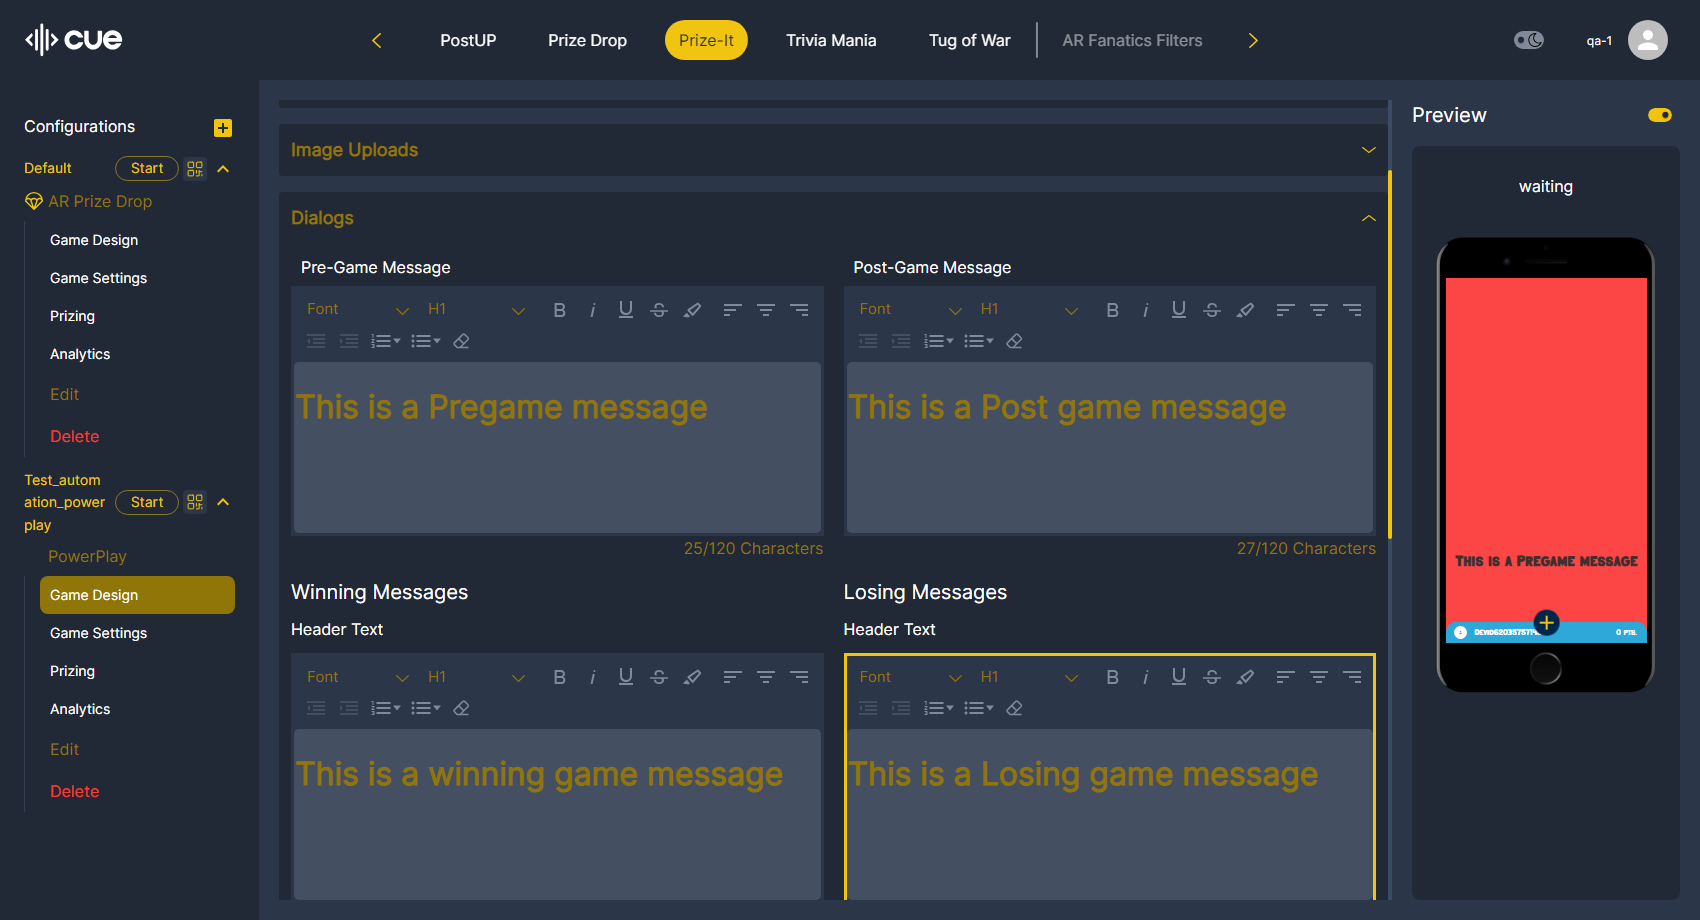 cue
PostUP
Prize Drop
Prize-It
Trivia Mania
Tug of War
AR Fanatics Filters
qa-1
Configurations
Default
Start
AR Prize Drop
Game Design
Game Settings
Prizing
Analytics
Edit
Delete
Test_autom
ation_power
play
Start
PowerPlay
Game Design
Game Settings
Prizing
Analytics
Edit
Delete
Image Uploads
Dialogs
Pre-Game Message
Font
H1
B
i
U
S
This is a Pregame message
25/120 Characters
Post-Game Message
Font
H1
B
i
U
S
This is a Post game message
27/120 Characters
Winning Messages
Header Text
Font
H1
B
i
U
S
This is a winning game message
Losing Messages
Header Text
Font
H1
B
i
U
S
This is a Losing game message
Preview
waiting
This is a Pregame message
0 pts.